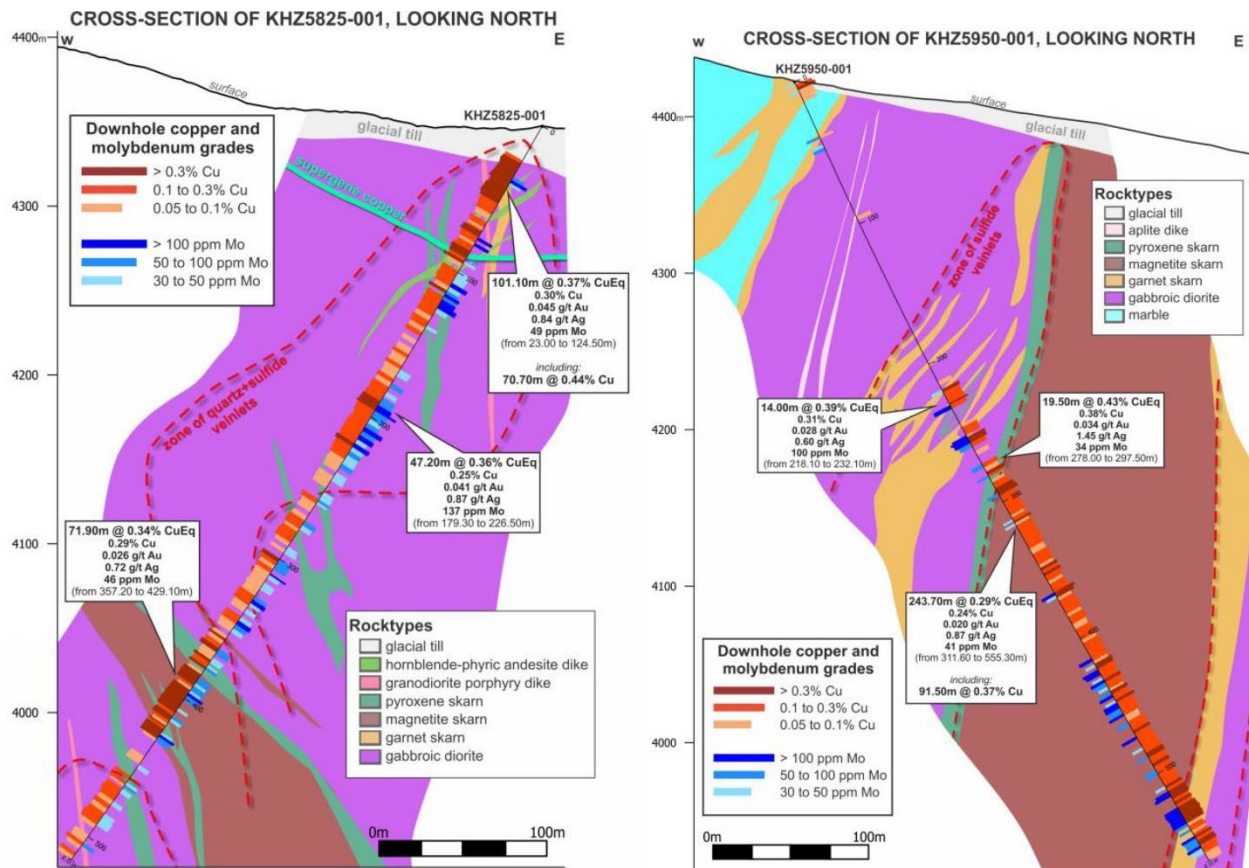 CROSS-SECTION OF KHZ5825-001, LOOKING NORTH
4400m
W
E
surface
KHZ5825-001
0
glacial till
Downhole copper and
molybdenum grades
> 0.3% Cu
0.1 to 0.3% Cu
0.05 to 0.1% Cu
> 100 ppm Mo
50 to 100 ppm Mo
30 to 50 ppm Mo
supergene copper
4300
100
101.10m @ 0.37% CuEq
0.30% Cu
0.045 g/t Au
0.84 g/t Ag
49 ppm Mo
(from 23.00 to 124.50m)
including:
70.70m @ 0.44% Cu
4200
zone of quartz+sulfide
veinlets
47.20m @ 0.36% CuEq
0.25% Cu
0.041 g/t Au
0.87 g/t Ag
137 ppm Mo
(from 179.30 to 226.50m)
4100
300
71.90m @ 0.34% CuEq
0.29% Cu
0.026 g/t Au
0.72 g/t Ag
46 ppm Mo
(from 357.20 to 429.10m)
4000
400
500
Rocktypes
glacial till
hornblende-phyric andesite dike
granodiorite porphyry dike
pyroxene skarn
magnetite skarn
garnet skarn
gabbroic diorite
0m
100m
CROSS-SECTION OF KHZ5950-001, LOOKING NORTH
W
E
KHZ5950-001
surface
glacial till
4400m
100
Rocktypes
glacial till
aplite dike
pyroxene skarn
magnetite skarn
garnet skarn
gabbroic diorite
marble
4300
zone of sulfide
veinlets
200
14.00m @ 0.39% CuEq
0.31% Cu
0.028 g/t Au
0.60 g/t Ag
100 ppm Mo
(from 218.10 to 232.10m)
19.50m @ 0.43% CuEq
0.38% Cu
0.034 g/t Au
1.45 g/t Ag
34 ppm Mo
(from 278.00 to 297.50m)
4200
300
4100
243.70m @ 0.29% CuEq
0.24% Cu
0.020 g/t Au
0.87 g/t Ag
41 ppm Mo
(from 311.60 to 555.30m)
including:
91.50m @ 0.37% Cu
400
Downhole copper and
molybdenum grades
> 0.3% Cu
0.1 to 0.3% Cu
0.05 to 0.1% Cu
> 100 ppm Mo
50 to 100 ppm Mo
30 to 50 ppm Mo
4000
500
0m
100m